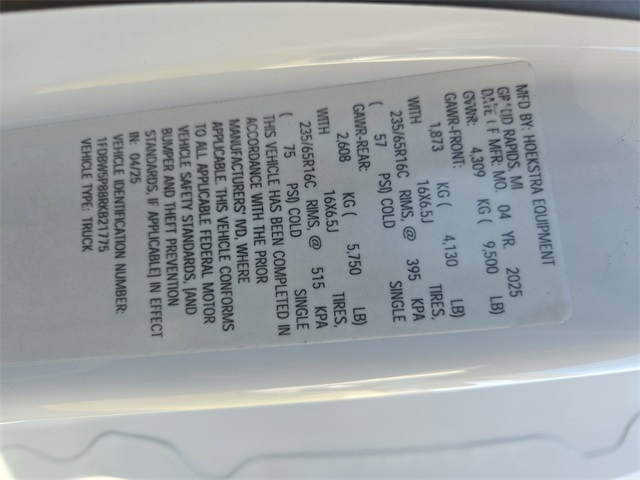 MFD BY: HOEKSTRA EQUIPMENT
GRAND RAPIDS, MI
DATE OF MFR: MO. 04 YR. 2025
GVWR: 4,309 KG ( 9,500 LB)
GAWR-FRONT:
1,873 KG ( 4,130 LB)
WITH 16X6.5J TIRES,
235/65R16C RIMS, @ 395 KPA
( 57 PSI) COLD SINGLE
GAWR-REAR:
2,608 KG ( 5,750 LB)
WITH 16X6.5J TIRES,
235/65R16C RIMS, @ 515 KPA
( 75 PSI) COLD SINGLE
THIS VEHICLE HAS BEEN COMPLETED IN
ACCORDANCE WITH THE PRIOR
MANUFACTURERS' IVD, WHERE
APPLICABLE. THIS VEHICLE CONFORMS
TO ALL APPLICABLE FEDERAL MOTOR
VEHICLE SAFETY STANDARDS, [AND
BUMPER AND THEFT PREVENTION
STANDARDS, IF APPLICABLE] IN EFFECT
IN: 04/25
VEHICLE IDENTIFICATION NUMBER:
1FDBW5P88RKB21775
VEHICLE TYPE: TRUCK